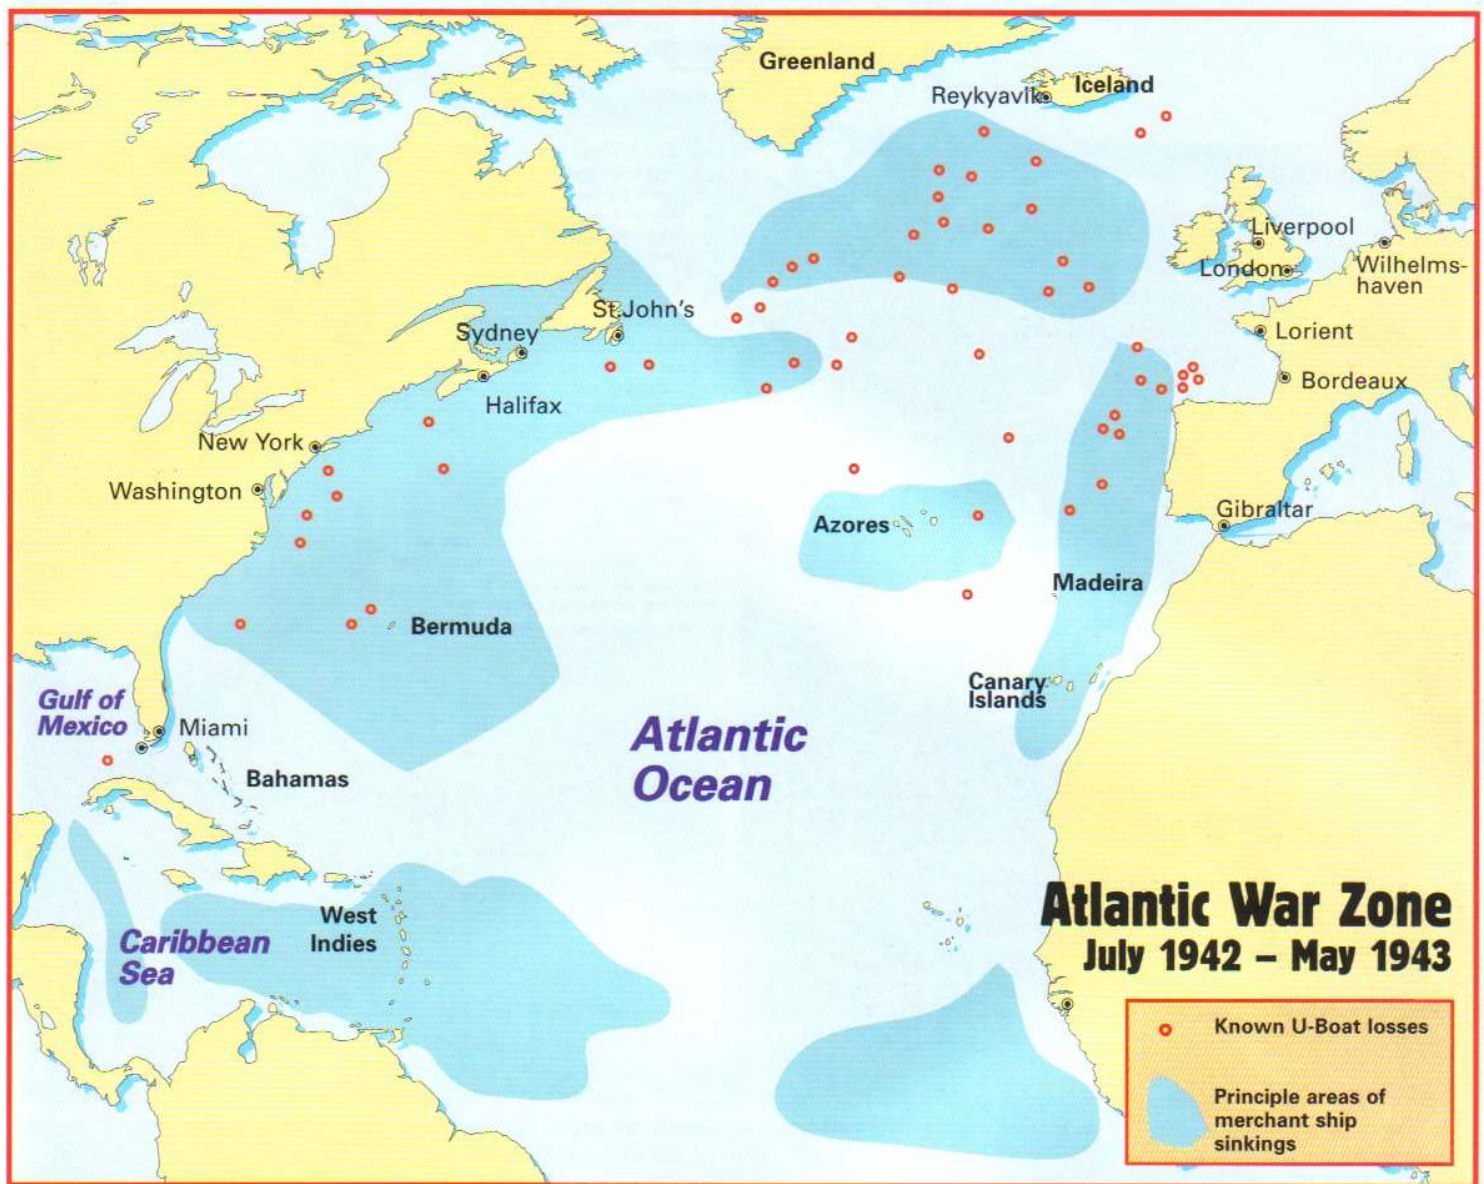 Greenland
Iceland
Reykyavik
Liverpool
London
Wilhelms-
haven
St.John's
Sydney
Lorient
Bordeaux
Halifax
New York
Washington
Azores
Gibraltar
Madeira
Bermuda
Canary
Islands
Gulf of
Mexico
Miami
Atlantic
Ocean
Bahamas
West
Indies
Caribbean
Sea
Atlantic War Zone
July 1942 – May 1943
Known U-Boat losses
Principle areas of
merchant ship
sinkings